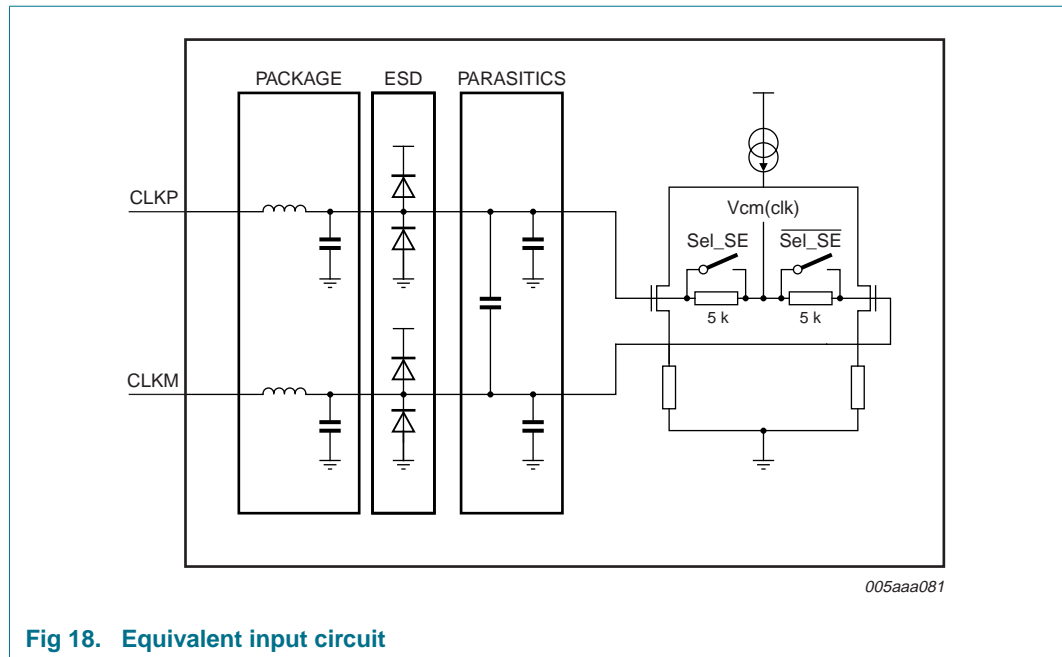 PACKAGE ESD PARASITICS
CLKP
Vcm(clk)
Sel_SE Sel_SE
5 k 5 k
CLKM
005aaa081
Fig 18. Equivalent input circuit